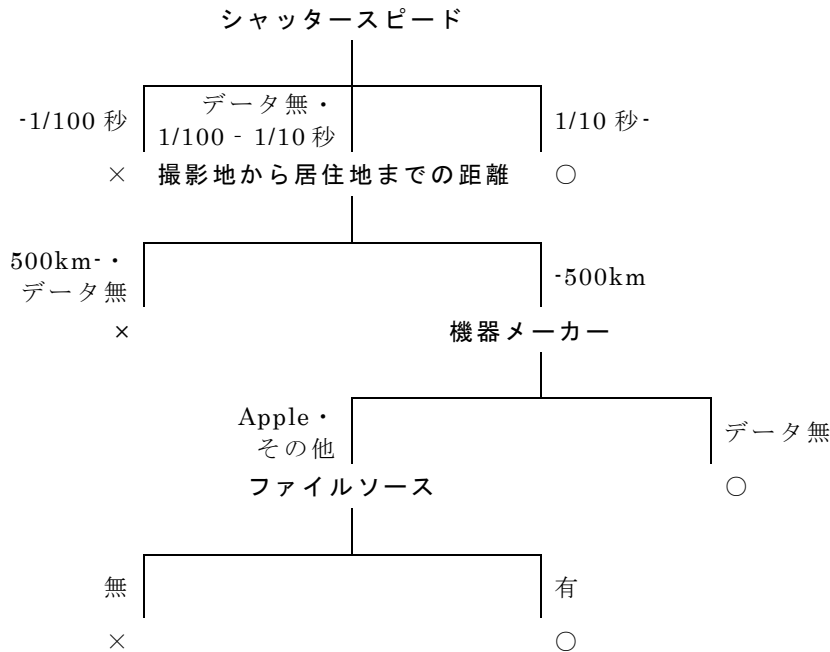 シャッタースピード
-1/100 秒
データ無・
1/100 - 1/10 秒
1/10 秒-
×
撮影地から居住地までの距離
○
500km-・
データ無
-500km
×
機器メーカー
Apple・
その他
データ無
ファイルソース
○
無
有
×
○